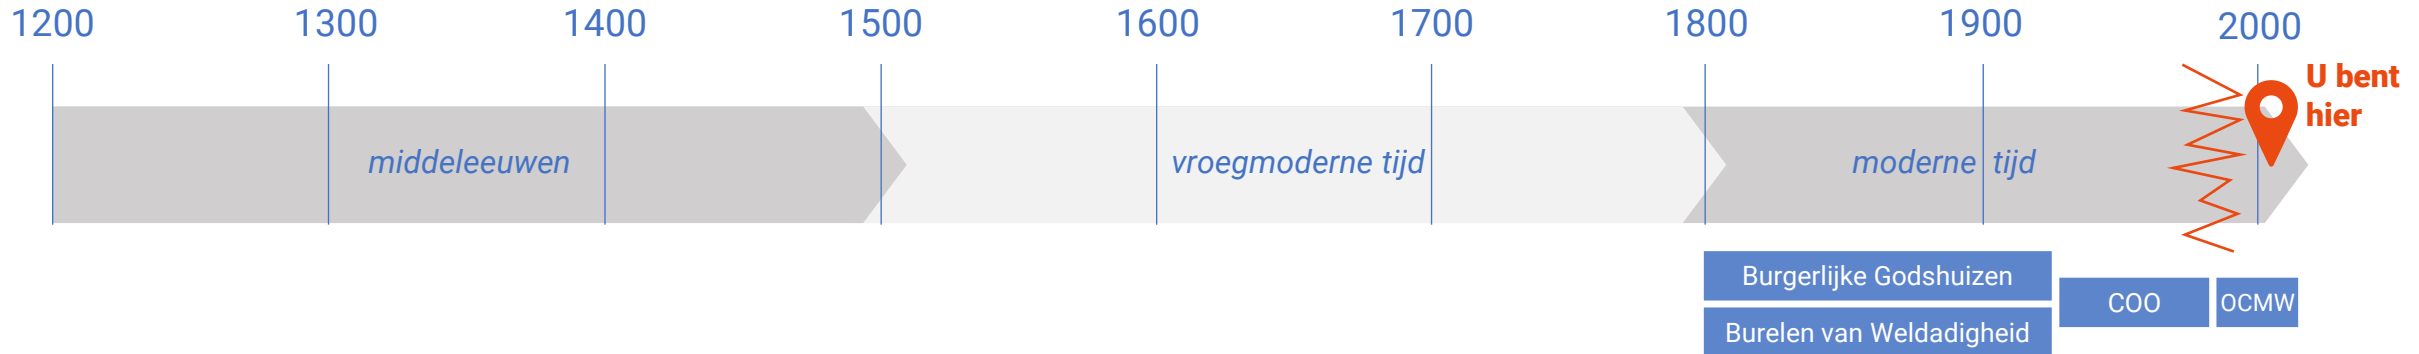 1200 1300 1400 1500 1600 1700 1800 1900 2000
U bent
hier
middeleeuwen vroegmoderne tijd moderne tijd
Burgerlijke Godshuizen
COO OCMW
Burelen van Weldadigheid